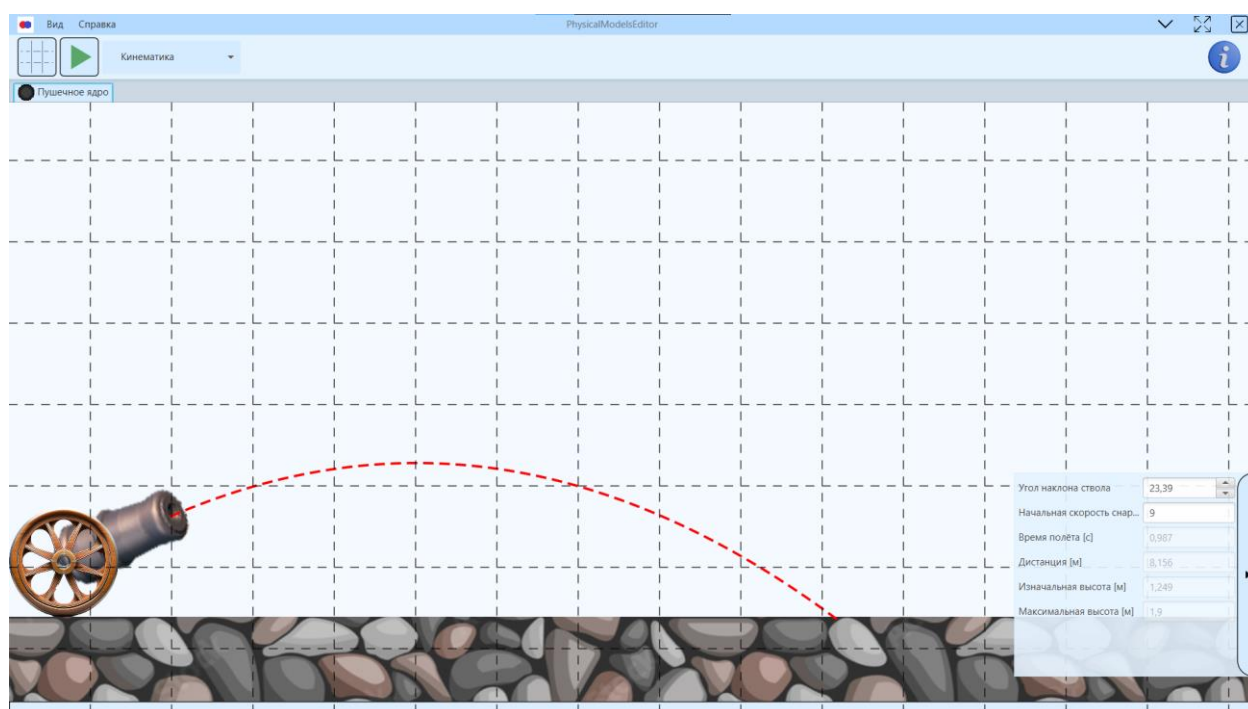 Вид Справка PhysicalModelsEditor
Кинематика
i
Пушечное ядро
Угол наклона ствола 23,39
Начальная скорость снар... 9
Время полёта [с] 0,987
Дистанция [м] 8,156
Изначальная высота [м] 1,249
Максимальная высота [м] 1,9